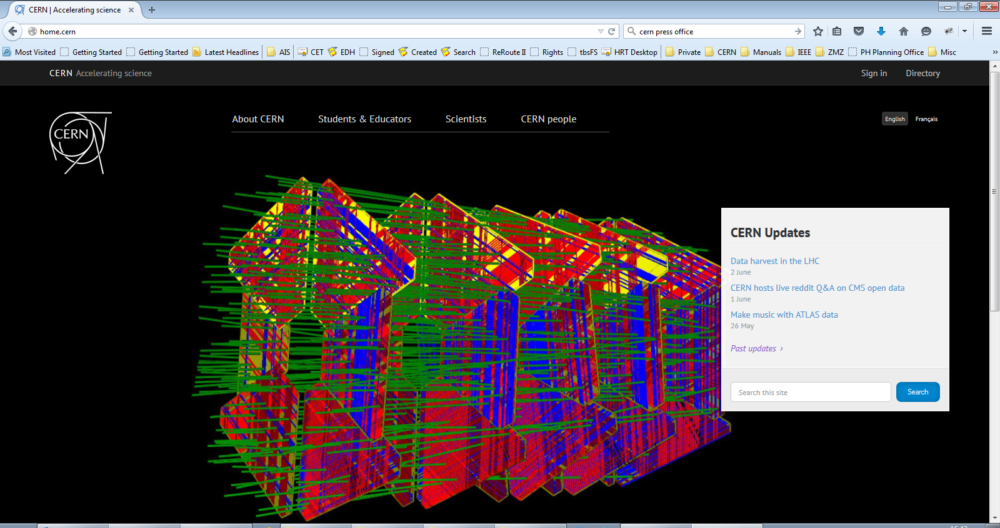 CERN | Accelerating science
home.cern
cern press office
Most Visited Getting Started Getting Started Latest Headlines AIS CET EDH Signed Created Search ReRoute II Rights tbsFS HRT Desktop Private CERN Manuals IEEE ZMZ PH Planning Office Misc
CERN Accelerating science
Sign in Directory
CERN
About CERN Students & Educators Scientists CERN people
English Français
CERN Updates
Data harvest in the LHC
2 June
CERN hosts live reddit Q&A on CMS open data
1 June
Make music with ATLAS data
26 May
Past updates ›
Search this site
Search